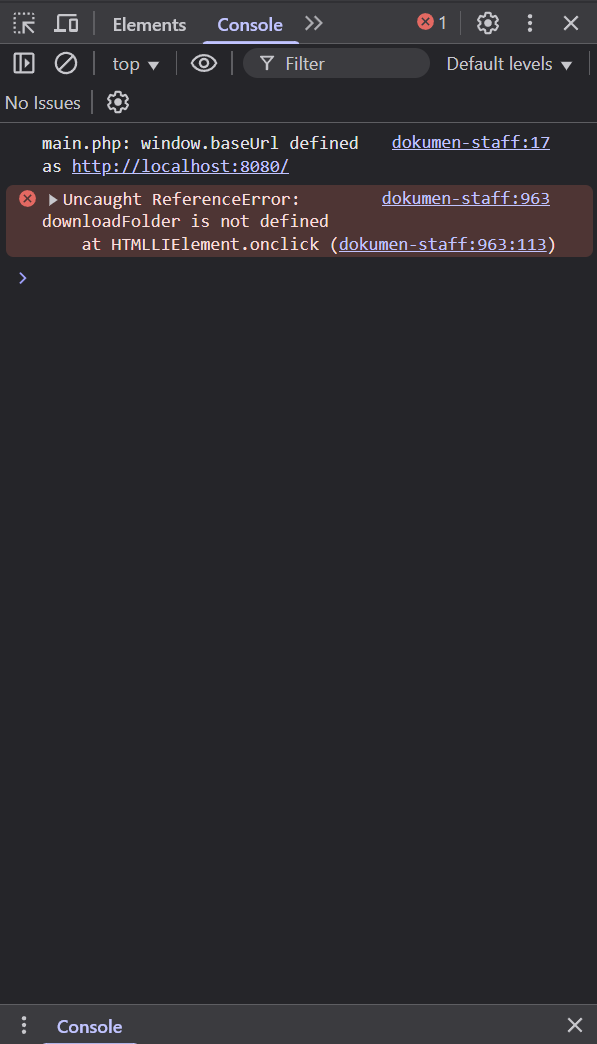 Elements Console 1
top Filter Default levels
No Issues
main.php: window.baseUrl defined dokumen-staff:17
as http://localhost:8080/
Uncaught ReferenceError: dokumen-staff:963
downloadFolder is not defined
at HTMLLIElement.onclick (dokumen-staff:963:113)
Console